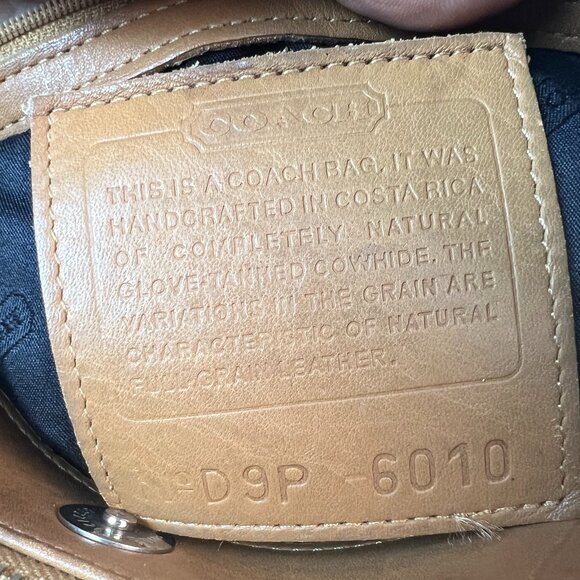 COACH
THIS IS A COACH BAG. IT WAS
HANDCRAFTED IN COSTA RICA
OF COMPLETELY NATURAL
GLOVE-TANNED COWHIDE. THE
VARIATIONS IN THE GRAIN ARE
CHARACTERISTIC OF NATURAL
FULL GRAIN LEATHER.
Nº D9P -6010